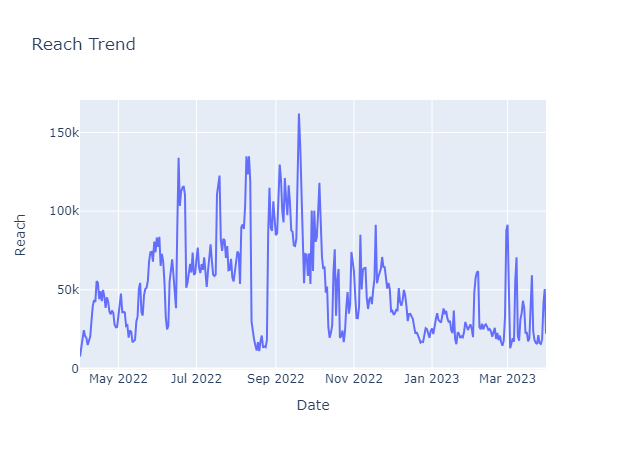 Reach Trend
150k
100k
50k
0
Reach
May 2022
Jul 2022
Sep 2022
Nov 2022
Jan 2023
Mar 2023
Date